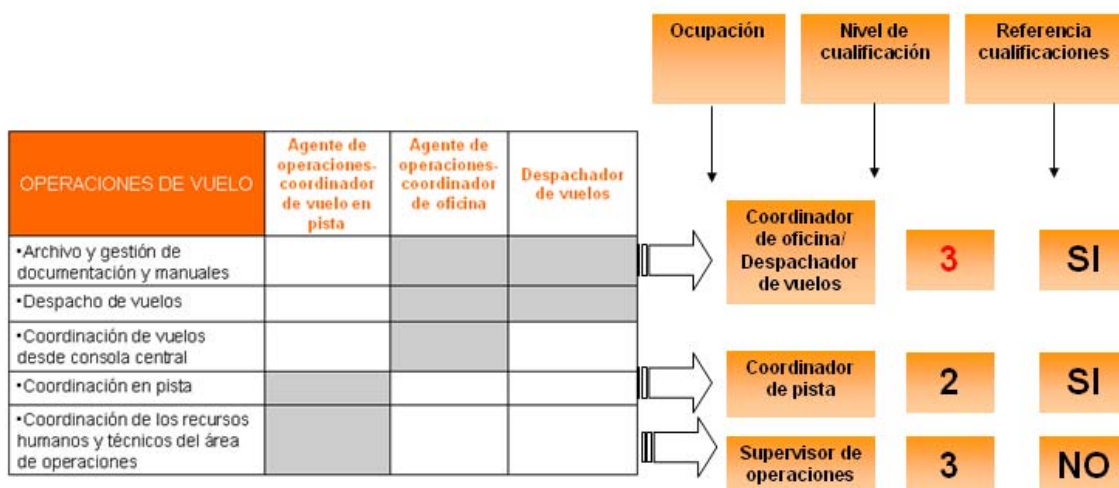 Ocupación
Nivel de
cualificación
Referencia
cualificaciones
OPERACIONES DE VUELO
Agente de
operaciones-
coordinador
de vuelo en
pista
Agente de
operaciones-
coordinador
de oficina
Despachador
de vuelos
•Archivo y gestión de
documentación y manuales
•Despacho de vuelos
•Coordinación de vuelos
desde consola central
•Coordinación en pista
•Coordinación de los recursos
humanos y técnicos del área
de operaciones
Coordinador
de oficina/
Despachador
de vuelos
3
SI
Coordinador
de pista
2
SI
Supervisor de
operaciones
3
NO